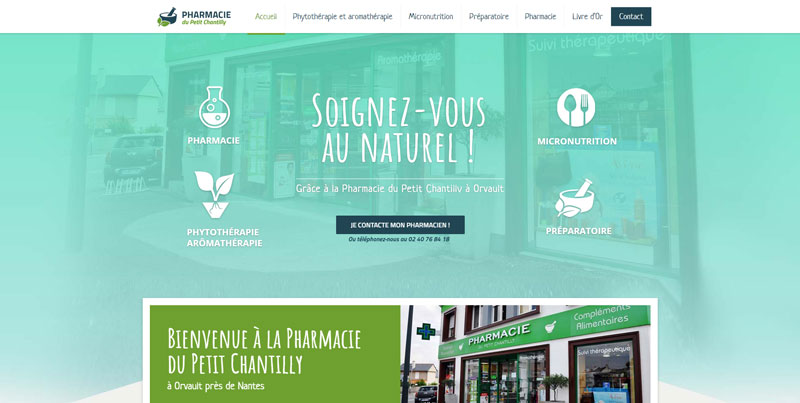 PHARMACIE
du Petit Chantilly
Accueil
Phytothérapie et aromathérapie
Micronutrition
Préparatoire
Pharmacie
Livre d'Or
Contact
Aromathérapie
Suivi thérapeutique
PHARMACIE
SOIGNEZ-VOUS
AU NATUREL !
MICRONUTRITION
Grâce à la Pharmacie du Petit Chantilly à Orvault
PHYTOTHÉRAPIE
ARÔMATHÉRAPIE
JE CONTACTE MON PHARMACIEN !
Ou téléphonez-nous au 02 40 76 84 18
PRÉPARATOIRE
BIENVENUE À LA PHARMACIE
DU PETIT CHANTILLY
à Orvault près de Nantes
PHARMACIE
DU PETIT CHANTILLY
Compléments
Alimentaires
Suivi thérapeutique